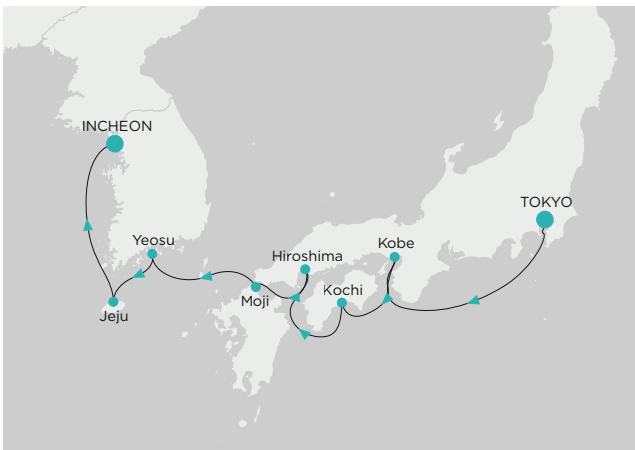 INCHEON
TOKYO
Yeosu
Kobe
Hiroshima
Kochi
Moji
Jeju